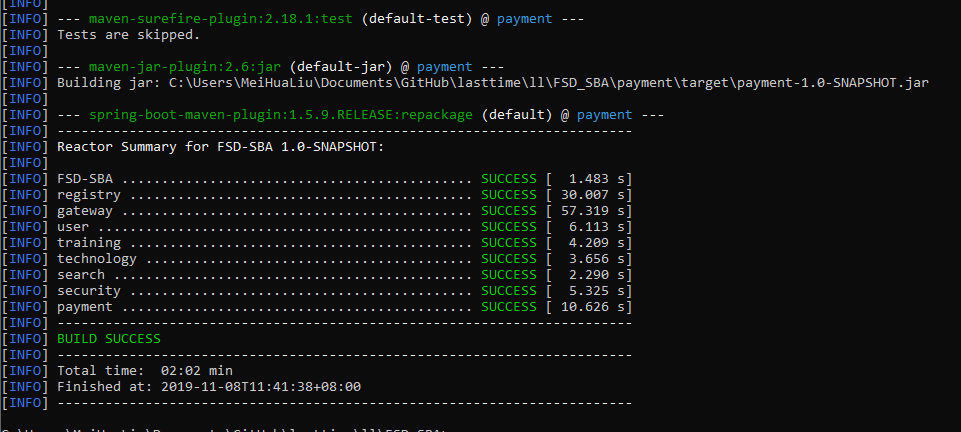 [INFO]
[INFO] --- maven-surefire-plugin:2.18.1:test (default-test) @ payment ---
[INFO] Tests are skipped.
[INFO]
[INFO] --- maven-jar-plugin:2.6:jar (default-jar) @ payment ---
[INFO] Building jar: C:\Users\MeiHuaLiu\Documents\GitHub\lasttime\ll\FSD_SBA\payment\target\payment-1.0-SNAPSHOT.jar
[INFO]
[INFO] --- spring-boot-maven-plugin:1.5.9.RELEASE:repackage (default) @ payment ---
[INFO] ------------------------------------------------------------------------
[INFO] Reactor Summary for FSD-SBA 1.0-SNAPSHOT:
[INFO]
[INFO] FSD-SBA ............................................ SUCCESS [  1.483 s]
[INFO] registry ........................................... SUCCESS [ 30.007 s]
[INFO] gateway ............................................ SUCCESS [ 57.319 s]
[INFO] user ............................................... SUCCESS [  6.113 s]
[INFO] training ........................................... SUCCESS [  4.209 s]
[INFO] technology ......................................... SUCCESS [  3.656 s]
[INFO] search ............................................. SUCCESS [  2.290 s]
[INFO] security ........................................... SUCCESS [  5.325 s]
[INFO] payment ............................................ SUCCESS [ 10.626 s]
[INFO] ------------------------------------------------------------------------
[INFO] BUILD SUCCESS
[INFO] ------------------------------------------------------------------------
[INFO] Total time:  02:02 min
[INFO] Finished at: 2019-11-08T11:41:38+08:00
[INFO] ------------------------------------------------------------------------